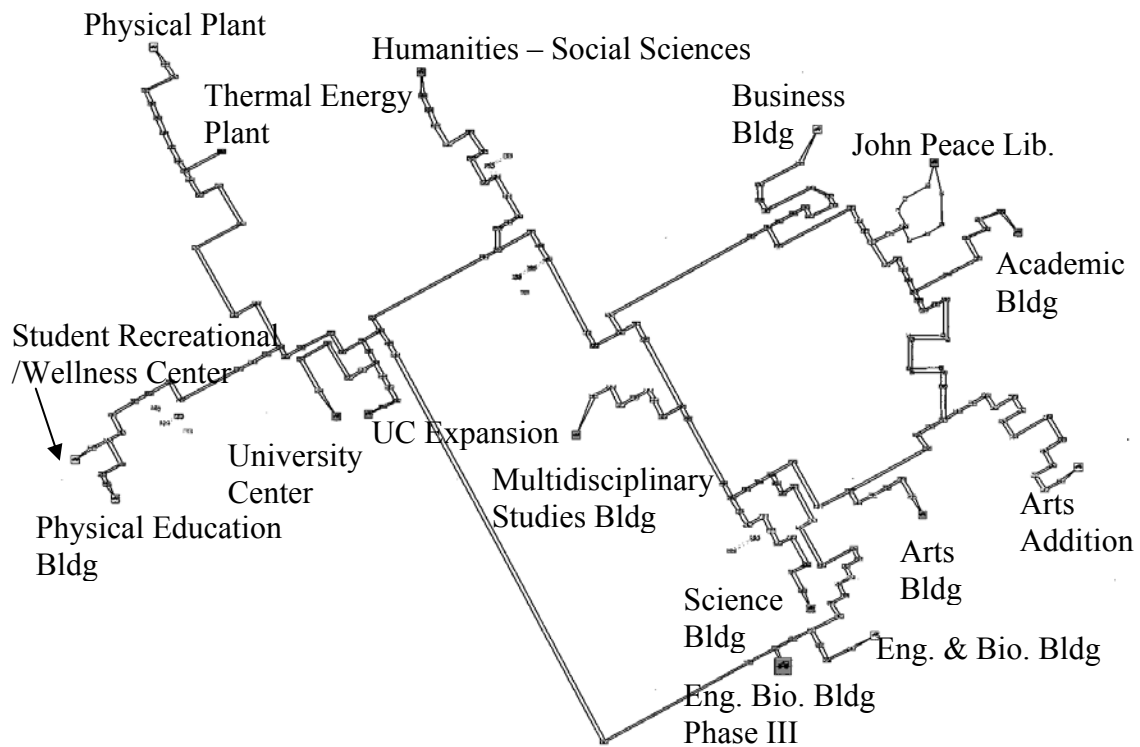 Physical Plant
Humanities – Social Sciences
Thermal Energy
Plant
Business
Bldg
John Peace Lib.
Academic
Bldg
Student Recreational
/Wellness Center
UC Expansion
University
Center
Multidisciplinary
Studies Bldg
Physical Education
Bldg
Arts
Addition
Arts
Bldg
Science
Bldg
Eng. & Bio. Bldg
Eng. Bio. Bldg
Phase III